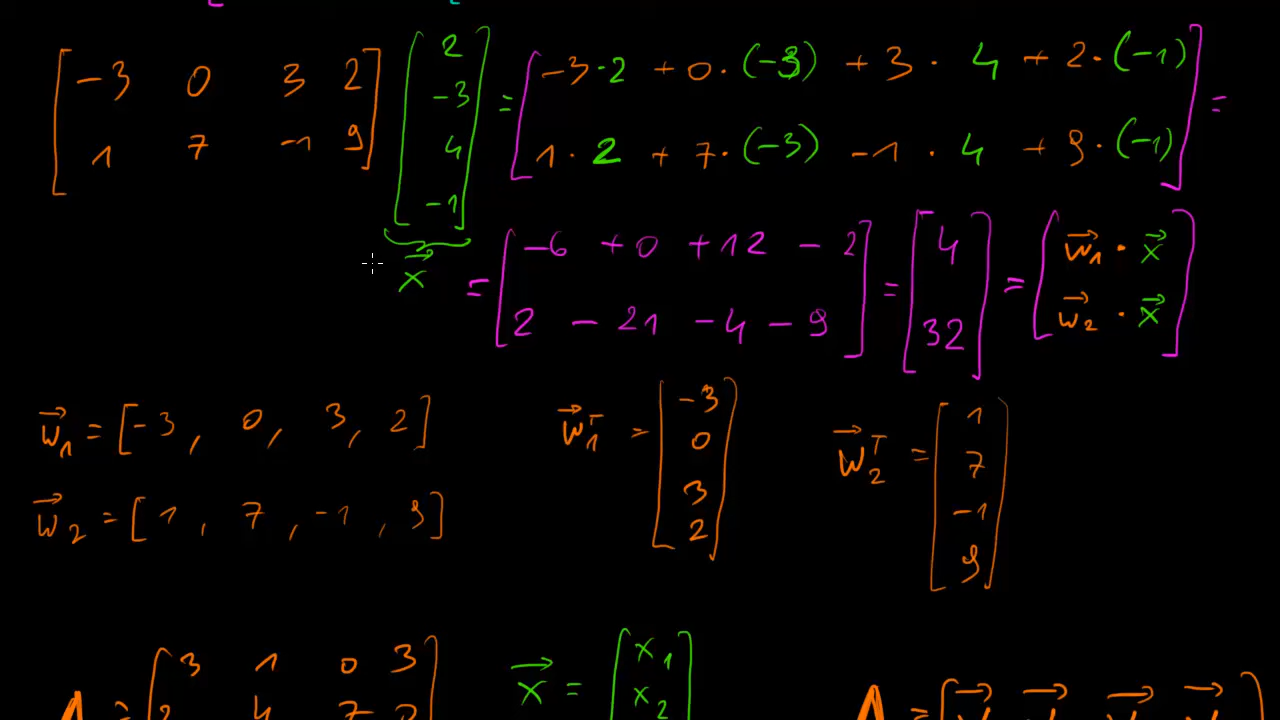 [-3 0 3 2] [2] = [-3·2 + 0·(-3) + 3·4 + 2·(-1)] =
[1 7 -1 9] [-3] [1·2 + 7·(-3) -1·4 + 9·(-1)]
[4]
[-1]
x⃗ = [-6 +0 +12 -2] = [4] = [w⃗₁ · x⃗]
[2 -21 -4 -9] [32] [w⃗₂ · x⃗]
w⃗₁ = [-3, 0, 3, 2] w⃗₁ᵀ = [-3 0 3 2] w⃗₂ᵀ = [1 7 -1 9]
w⃗₂ = [1, 7, -1, 9]
= [3 1 0 3 x⃗ = [x₁
x₂ =